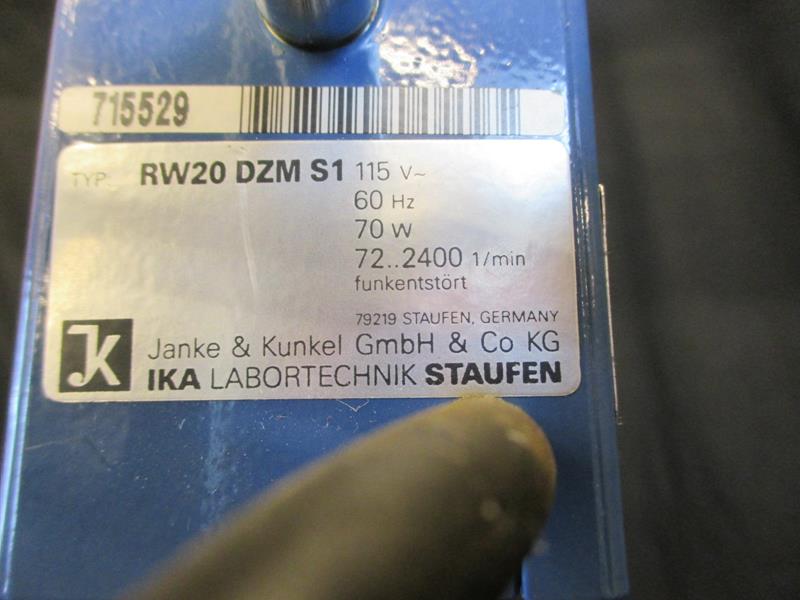 715529
TYP: RW20 DZM S1 115 V~
60 Hz
70 W
72..2400 1/min
funkentstört
79219 STAUFEN, GERMANY
JK Janke & Kunkel GmbH & Co KG
IKA LABORTECHNIK STAUFEN